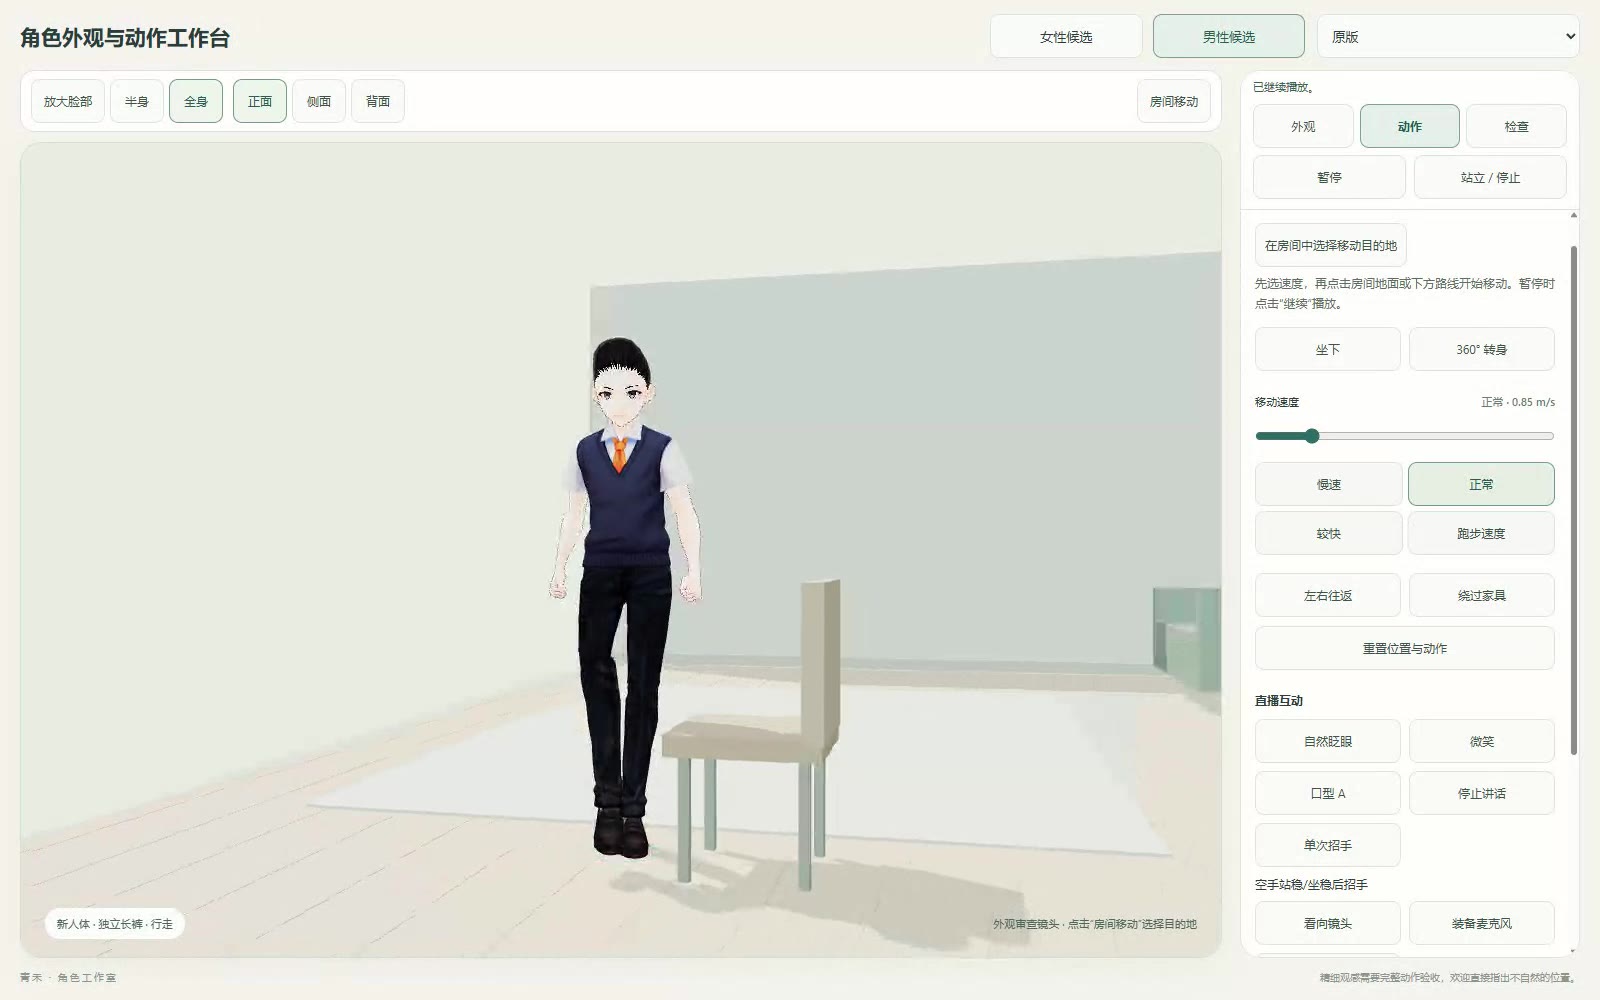 角色外观与动作工作台
女性候选
男性候选
原版
放大脸部
半身
全身
正面
侧面
背面
房间移动
已继续播放。
外观
动作
检查
暂停
站立 / 停止
在房间中选择移动目的地
先选速度，再点击房间地面或下方路线开始移动。暂停时
点击“继续”播放。
坐下
360° 转身
移动速度
正常 · 0.85 m/s
慢速
正常
较快
跑步速度
左右往返
绕过家具
重置位置与动作
直播互动
自然眨眼
微笑
口型 A
停止讲话
单次招手
空手站稳/坐稳后招手
看向镜头
装备麦克风
新人体 · 独立长裤 · 行走
外观审查镜头 · 点击“房间移动”选择目的地
青禾 · 角色工作室
精细观感需要完整动作验收，欢迎直接指出不自然的位置。